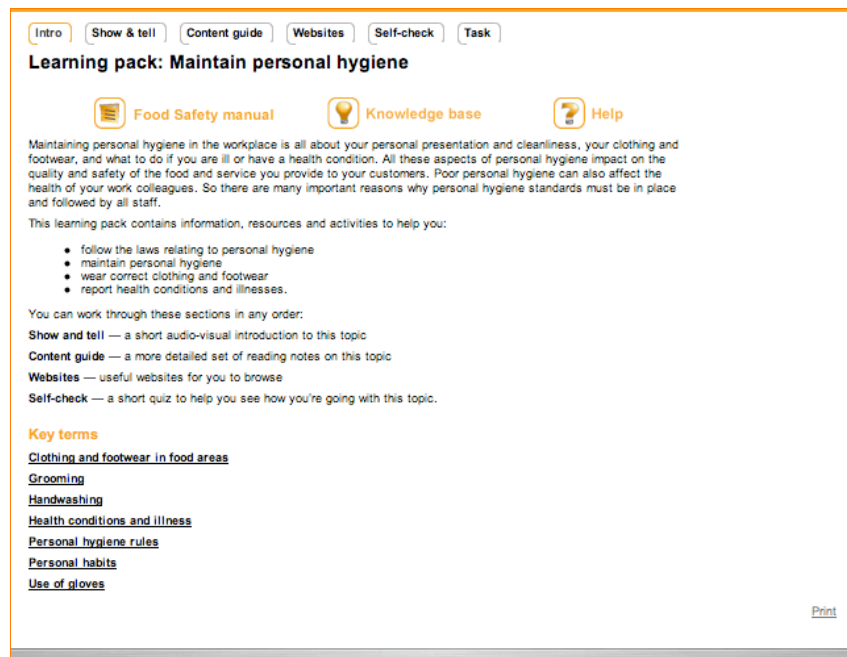 Intro Show & tell Content guide Websites Self-check Task
Learning pack: Maintain personal hygiene
Food Safety manual Knowledge base Help
Maintaining personal hygiene in the workplace is all about your personal presentation and cleanliness, your clothing and
footwear, and what to do if you are ill or have a health condition. All these aspects of personal hygiene impact on the
quality and safety of the food and service you provide to your customers. Poor personal hygiene can also affect the
health of your work colleagues. So there are many important reasons why personal hygiene standards must be in place
and followed by all staff.
This learning pack contains information, resources and activities to help you:
• follow the laws relating to personal hygiene
• maintain personal hygiene
• wear correct clothing and footwear
• report health conditions and illnesses.
You can work through these sections in any order:
Show and tell — a short audio-visual introduction to this topic
Content guide — a more detailed set of reading notes on this topic
Websites — useful websites for you to browse
Self-check — a short quiz to help you see how you're going with this topic.
Key terms
Clothing and footwear in food areas
Grooming
Handwashing
Health conditions and illness
Personal hygiene rules
Personal habits
Use of gloves
Print